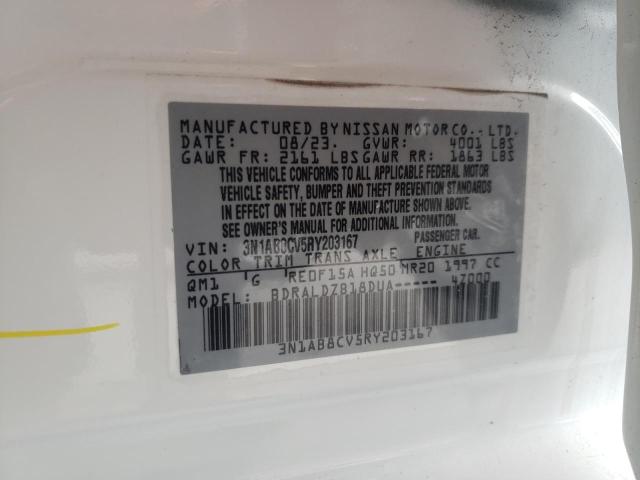 MANUFACTURED BY NISSAN MOTOR CO., LTD.
DATE: 08/23. GVWR: 4001 LBS
GAWR FR: 2161 LBS GAWR RR: 1863 LBS
THIS VEHICLE CONFORMS TO ALL APPLICABLE FEDERAL MOTOR
VEHICLE SAFETY, BUMPER AND THEFT PREVENTION STANDARDS
IN EFFECT ON THE DATE OF MANUFACTURE SHOWN ABOVE.
SEE OWNER'S MANUAL FOR ADDITIONAL INFORMATION.
VIN: 3N1AB8CV5RY203167 PASSENGER CAR.
COLOR TRIM TRANS AXLE ENGINE
QM1 G RE0F15A HQ50 MR20 1997 CC
MODEL: BDRALDZB18DUA----- 47000
3N1AB8CV5RY203167